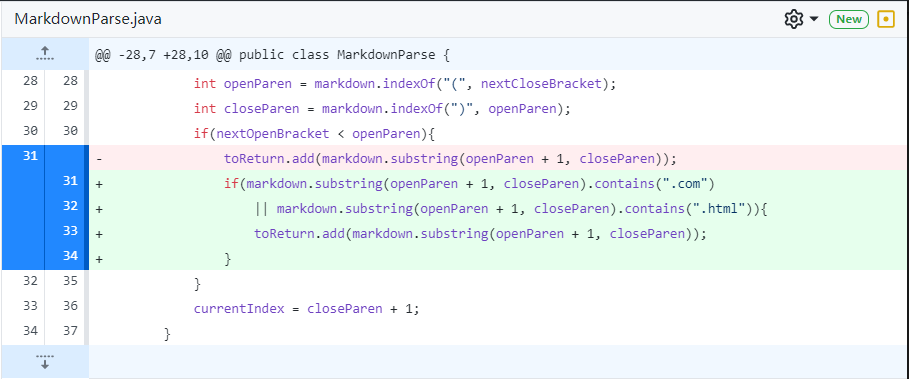 MarkdownParse.java New
@@ -28,7 +28,10 @@ public class MarkdownParse {
28 28 int openParen = markdown.indexOf("(", nextCloseBracket);
29 29 int closeParen = markdown.indexOf(")", openParen);
30 30 if(nextOpenBracket < openParen){
31 - toReturn.add(markdown.substring(openParen + 1, closeParen));
31 + if(markdown.substring(openParen + 1, closeParen).contains(".com")
32 + || markdown.substring(openParen + 1, closeParen).contains(".html")){
33 + toReturn.add(markdown.substring(openParen + 1, closeParen));
34 + }
32 35 }
33 36 currentIndex = closeParen + 1;
34 37 }